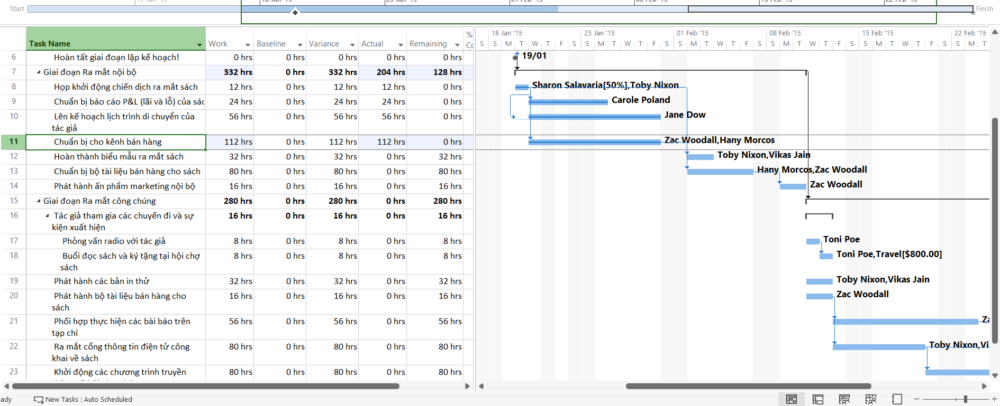 Start
Finish
Task Name Work Baseline Variance Actual Remaining %
18 Jan '15 25 Jan '15 01 Feb '15 08 Feb '15 15 Feb '15 22 Feb '15
S S M T W T F S S M T W T F S S M T W T F S S M T W T F S S M T W T F S S M T
6 Hoàn tất giai đoạn lập kế hoạch! 0 hrs 0 hrs 0 hrs 0 hrs 0 hrs
19/01
7 Giai đoạn Ra mắt nội bộ 332 hrs 0 hrs 332 hrs 204 hrs 128 hrs
8 Họp khởi động chiến dịch ra mắt sách 12 hrs 0 hrs 12 hrs 12 hrs 0 hrs
Sharon Salavaria[50%],Toby Nixon
9 Chuẩn bị báo cáo P&L (lãi và lỗ) của 24 hrs 0 hrs 24 hrs 24 hrs 0 hrs
Carole Poland
10 Lên kế hoạch lịch trình di chuyển của 56 hrs 0 hrs 56 hrs 56 hrs 0 hrs
tác giả
Jane Dow
11 Chuẩn bị cho kênh bán hàng 112 hrs 0 hrs 112 hrs 112 hrs 0 hrs
Zac Woodall,Hany Morcos
12 Hoàn thành biểu mẫu ra mắt sách 32 hrs 0 hrs 32 hrs 0 hrs 32 hrs
Toby Nixon,Vikas Jain
13 Chuẩn bị bộ tài liệu bán hàng cho sách 80 hrs 0 hrs 80 hrs 0 hrs 80 hrs
Hany Morcos,Zac Woodall
14 Phát hành ấn phẩm marketing nội bộ 16 hrs 0 hrs 16 hrs 0 hrs 16 hrs
Zac Woodall
15 Giai đoạn Ra mắt công chúng 280 hrs 0 hrs 280 hrs 0 hrs 280 hrs
16 Tác giả tham gia các chuyến đi và sự 16 hrs 0 hrs 16 hrs 0 hrs 16 hrs
kiện xuất hiện
17 Phỏng vấn radio với tác giả 8 hrs 0 hrs 8 hrs 0 hrs 8 hrs
Toni Poe
18 Buổi đọc sách và ký tặng tại hội chợ 8 hrs 0 hrs 8 hrs 0 hrs 8 hrs
sách
Toni Poe,Travel[$800.00]
19 Phát hành các bản in thử 32 hrs 0 hrs 32 hrs 0 hrs 32 hrs
Toby Nixon,Vikas Jain
20 Phát hành bộ tài liệu bán hàng cho 16 hrs 0 hrs 16 hrs 0 hrs 16 hrs
sách
Zac Woodall
21 Phối hợp thực hiện các bài báo trên 56 hrs 0 hrs 56 hrs 0 hrs 56 hrs
tạp chí
22 Ra mắt cổng thông tin điện tử công 80 hrs 0 hrs 80 hrs 0 hrs 80 hrs
khai về sách
Toby Nixon,Vi
23 Khởi động các chương trình truyền 80 hrs 0 hrs 80 hrs 0 hrs 80 hrs
New Tasks : Auto Scheduled